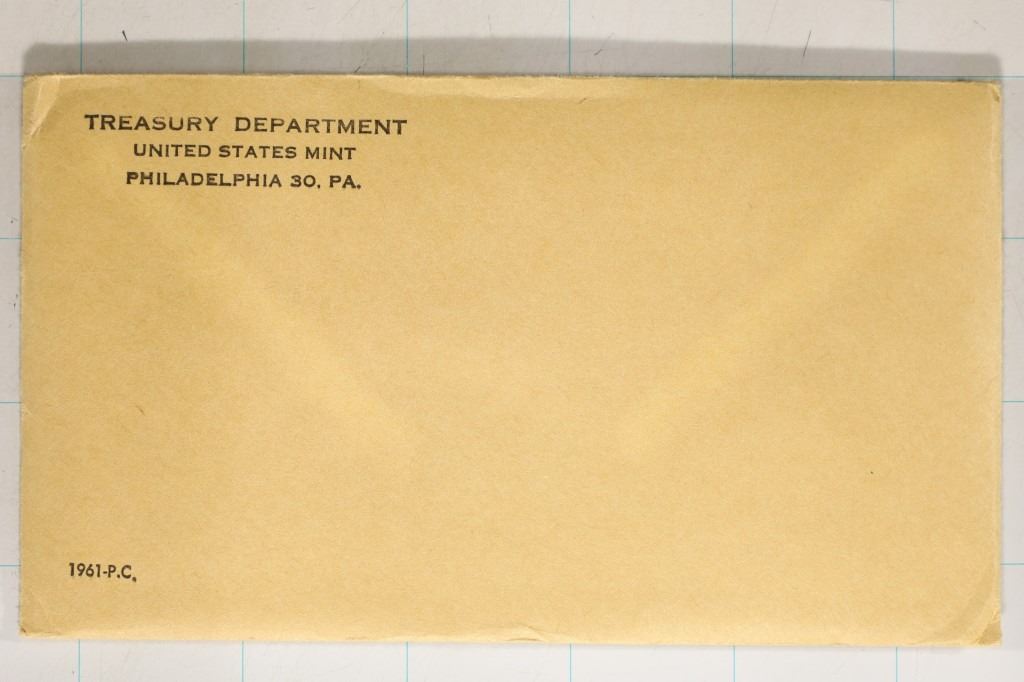 TREASURY DEPARTMENT
UNITED STATES MINT
PHILADELPHIA 30, PA.
1961-P.C.